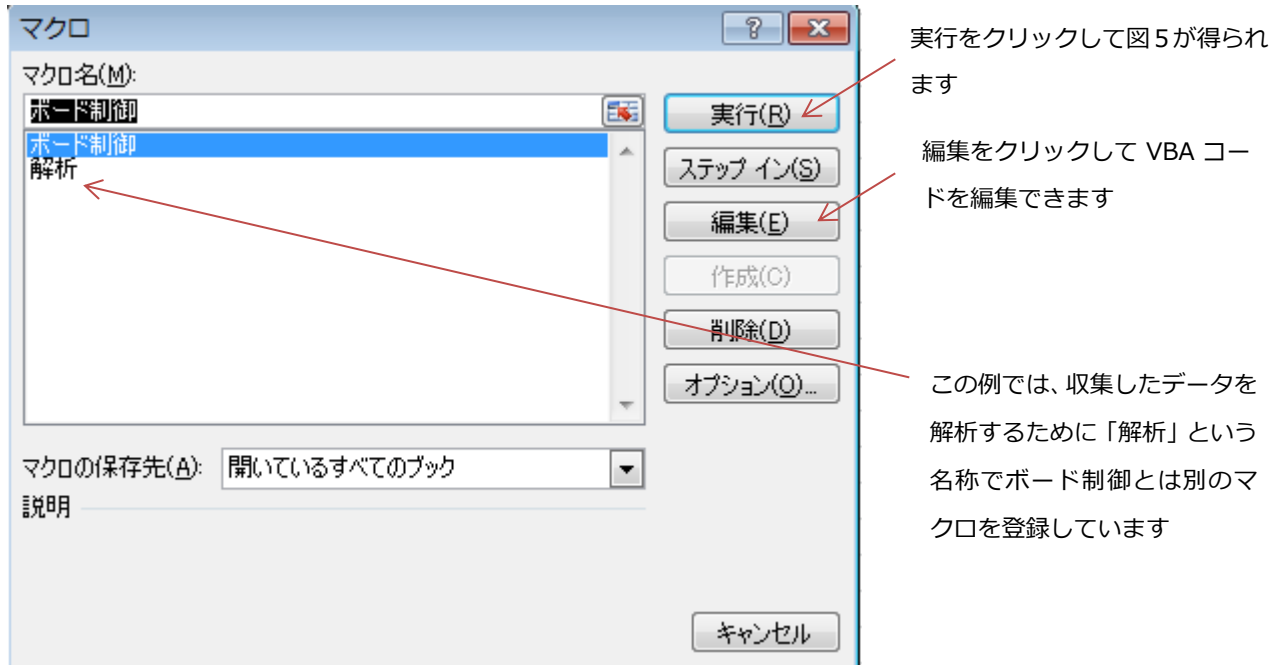 マクロ
マクロ名(M):
ボード制御
ボード制御
解析
実行(R)
ステップ イン(S)
編集(E)
作成(C)
削除(D)
オプション(O)...
マクロの保存先(A):
開いているすべてのブック
説明
キャンセル
実行をクリックして図５が得られ
ます
編集をクリックして VBA コー
ドを編集できます
この例では、収集したデータを
解析するために「解析」という
名称でボード制御とは別のマ
クロを登録しています